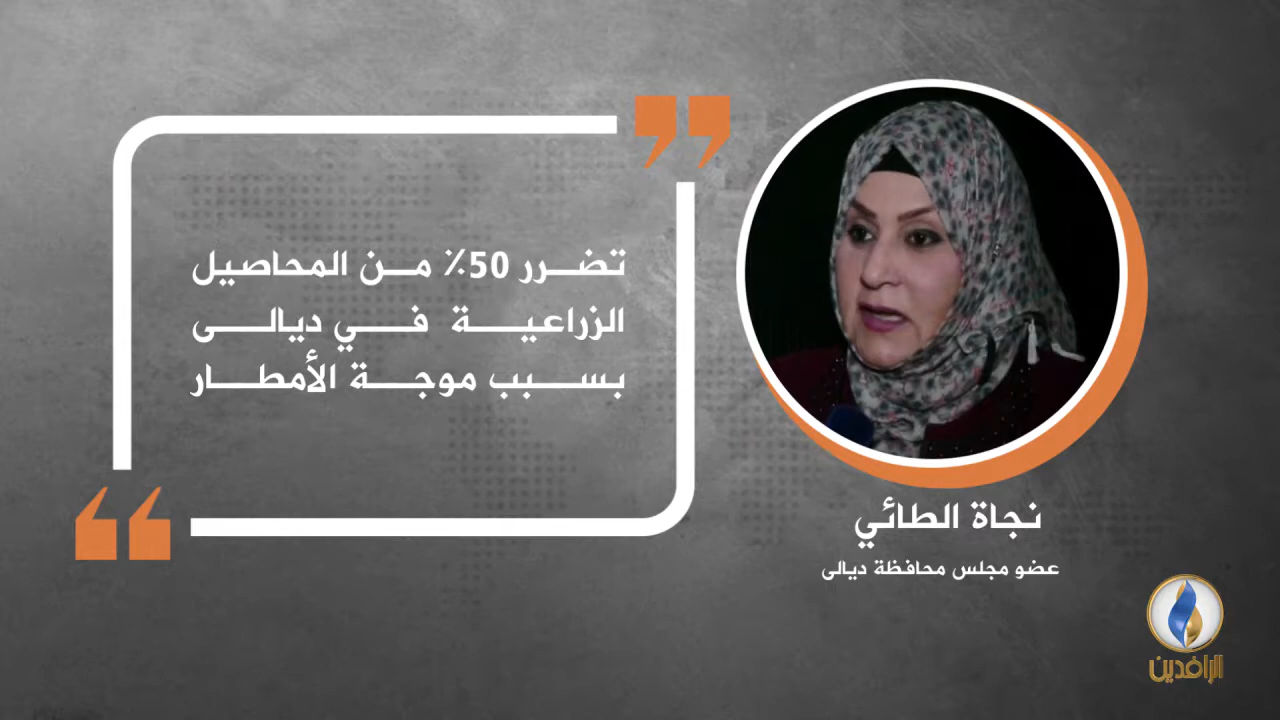 تضرر 50٪ من المحاصيل
الزراعية في ديالى
بسبب موجة الأمطار
نجاة الطائي
عضو مجلس محافظة ديالى
الرافدين